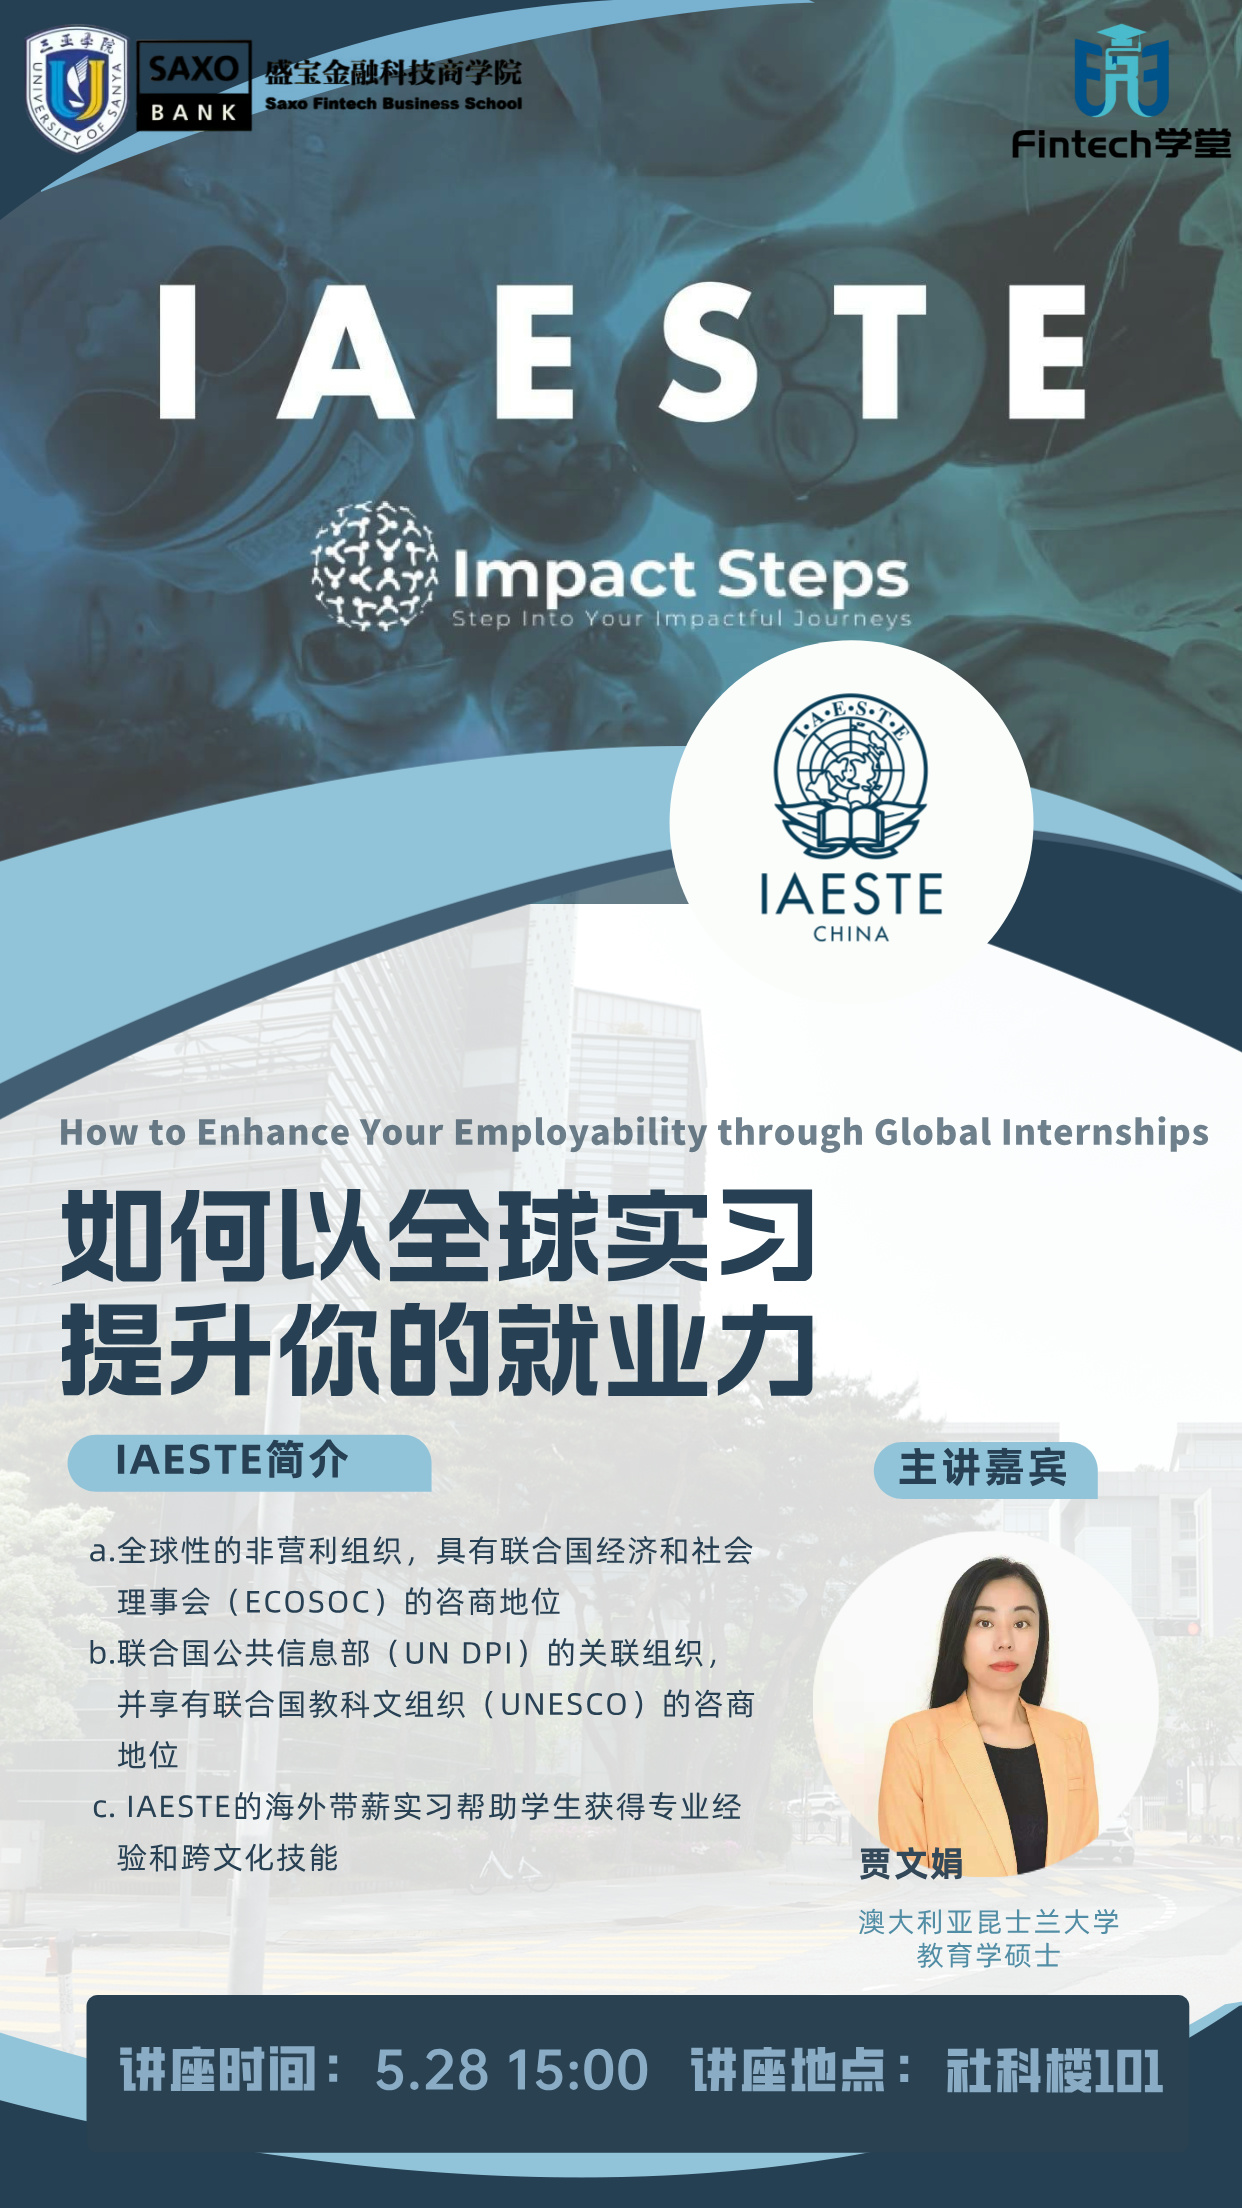 三亚学院
UNIVERSITY OF SANYA
SAXO
BANK
盛宝金融科技商学院
Saxo Fintech Business School
Fintech学堂
IAESTE
Impact Steps
Step Into Your Impactful Journeys
I·A·E·S·T·E
IAESTE
CHINA
How to Enhance Your Employability through Global Internships
如何以全球实习
提升你的就业力
IAESTE简介
主讲嘉宾
a.全球性的非营利组织，具有联合国经济和社会
理事会（ECOSOC）的咨商地位
b.联合国公共信息部（UN DPI）的关联组织，
并享有联合国教科文组织（UNESCO）的咨商
地位
c. IAESTE的海外带薪实习帮助学生获得专业经
验和跨文化技能
贾文娟
澳大利亚昆士兰大学
教育学硕士
讲座时间：5.28 15:00 讲座地点：社科楼101